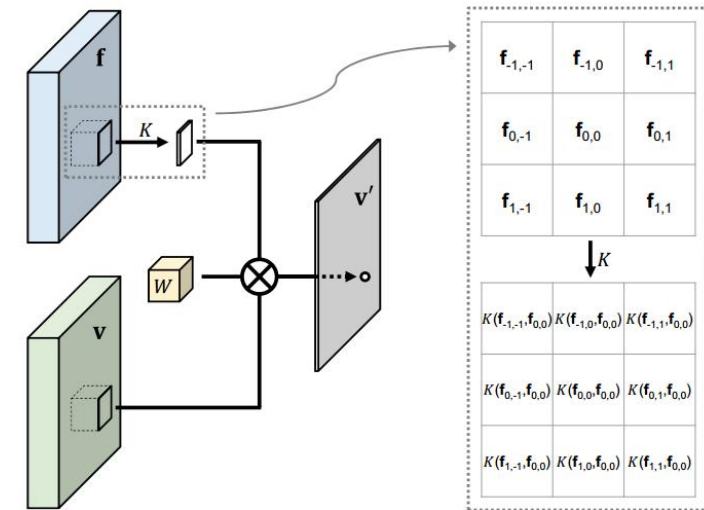 f
K
v′
W
v
f-1,-1 f-1,0 f-1,1
f0,-1 f0,0 f0,1
f1,-1 f1,0 f1,1
K
K(f-1,-1,f0,0) K(f-1,0,f0,0) K(f-1,1,f0,0)
K(f0,-1,f0,0) K(f0,0,f0,0) K(f0,1,f0,0)
K(f1,-1,f0,0) K(f1,0,f0,0) K(f1,1,f0,0)